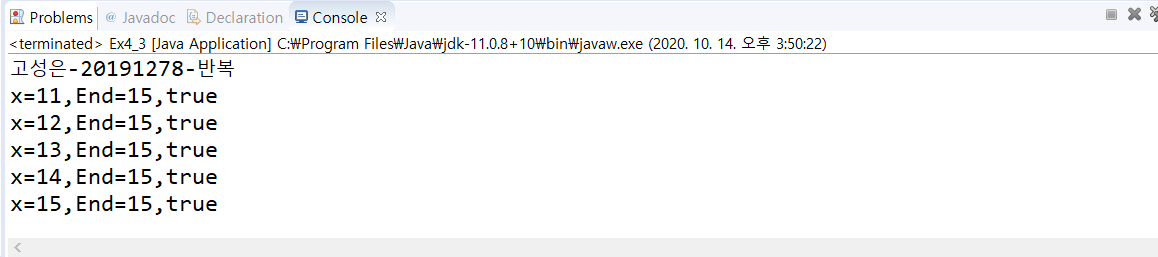 Problems @ Javadoc Declaration Console
<terminated> Ex4_3 [Java Application] C:₩Program Files₩Java₩jdk-11.0.8+10₩bin₩javaw.exe (2020. 10. 14. 오후 3:50:22)
고성은-20191278-반복
x=11,End=15,true
x=12,End=15,true
x=13,End=15,true
x=14,End=15,true
x=15,End=15,true